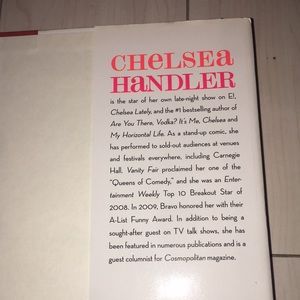 CHELSEA
HANDLER
is the star of her own late-night show on E!,
Chelsea Lately, and the #1 bestselling author of
Are You There, Vodka? It's Me, Chelsea and
My Horizontal Life. As a stand-up comic, she
has performed to sold-out audiences at venues
and festivals everywhere, including Carnegie
Hall. Vanity Fair proclaimed her one of the
"Queens of Comedy," and she was an Enter-
tainment Weekly Top 10 Breakout Star of
2008. In 2009, Bravo honored her with their
A-List Funny Award. In addition to being a
sought-after guest on TV talk shows, she has
been featured in numerous publications and is a
guest columnist for Cosmopolitan magazine.